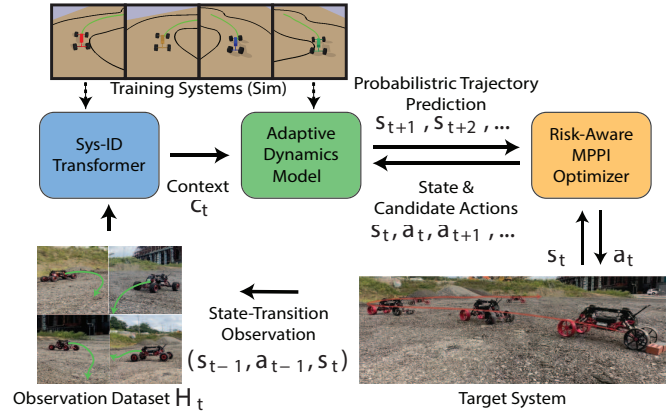 Training Systems (Sim)
Sys-ID
Transformer
Context
c_t
Adaptive
Dynamics
Model
Probabilistric Trajectory
Prediction
s_{t+1} , s_{t+2} , ...
State &
Candidate Actions
s_t, a_t, a_{t+1} , ...
Risk-Aware
MPPI
Optimizer
s_t
a_t
State-Transition
Observation
(s_{t-1}, a_{t-1}, s_t)
Observation Dataset H_t
Target System